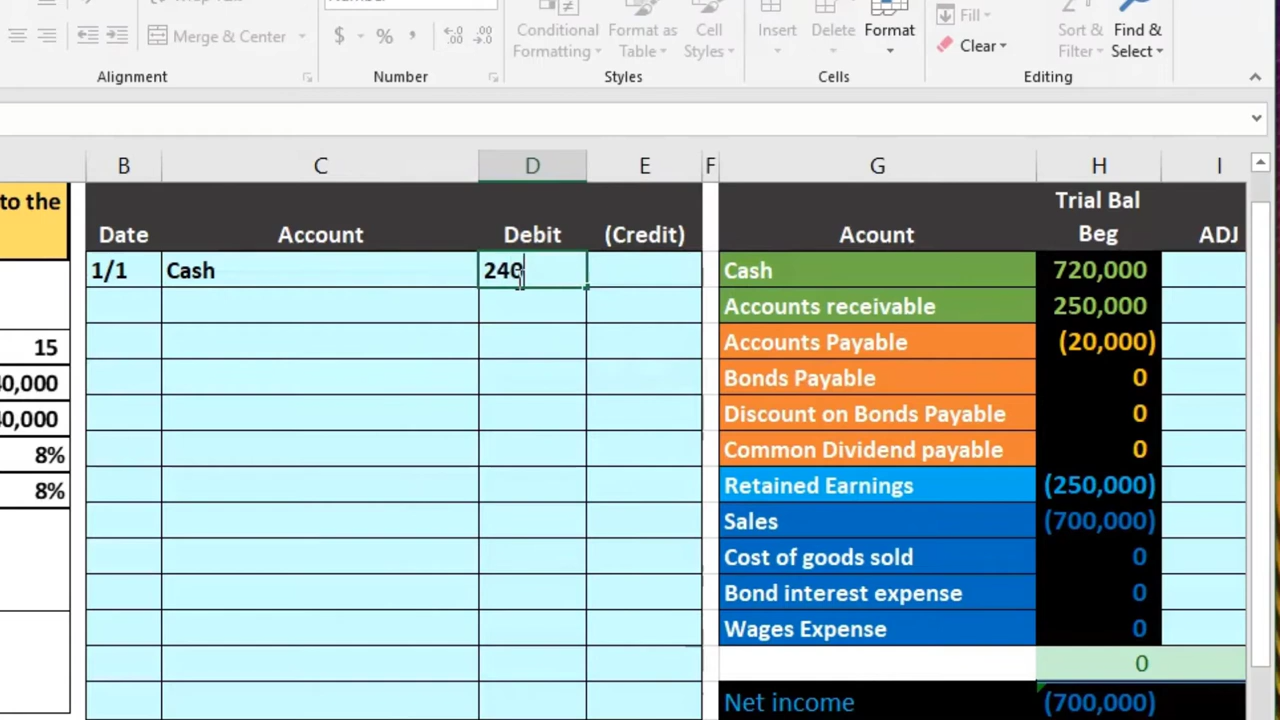 Conditional Format as Cell Insert Delete Format Fill Sort & Find &
Merge & Center $ % , Formatting Table Styles Clear Filter Select
Alignment Number Styles Cells Editing
B C D E F G H I
to the Trial Bal
Date Account Debit (Credit) Acount Beg ADJ
1/1 Cash 240 Cash 720,000
Accounts receivable 250,000
Accounts Payable (20,000)
15 Bonds Payable 0
0,000 Discount on Bonds Payable 0
0,000 Common Dividend payable 0
8% Retained Earnings (250,000)
8% Sales (700,000)
Cost of goods sold 0
Bond interest expense 0
Wages Expense 0
0
Net income (700,000)